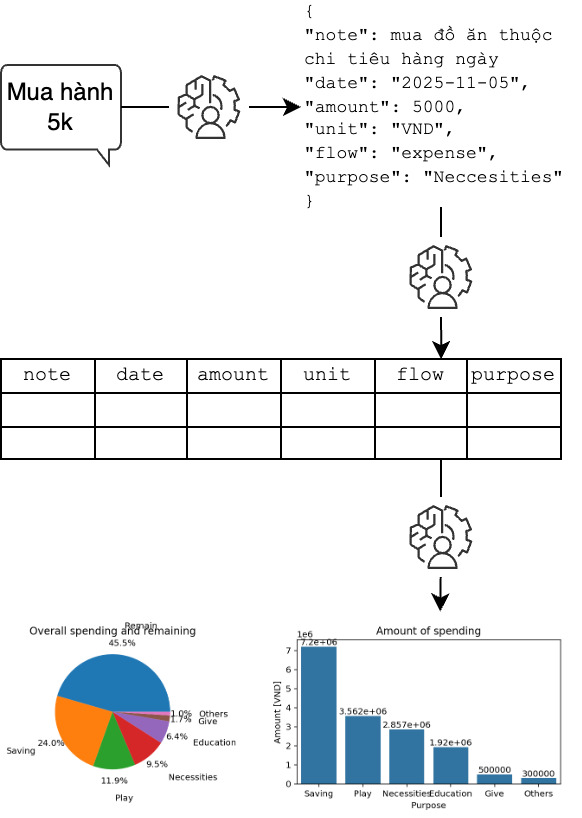 Mua hành
5k
{
"note": mua đồ ăn thuộc
chi tiêu hàng ngày
"date": "2025-11-05",
"amount": 5000,
"unit": "VND",
"flow": "expense",
"purpose": "Neccesities"
}
note date amount unit flow purpose
Overall spending and remaining
Remain
45.5%
1.0% Others
1.7% Give
6.4% Education
9.5% Necessities
11.9% Play
Saving 24.0%
Amount of spending
1e6
7.2e+06
3.562e+06
2.857e+06
1.92e+06
500000
300000
7
6
5
4
3
2
1
0
Amount [VND]
Saving Play Necessities Education Give Others
Purpose